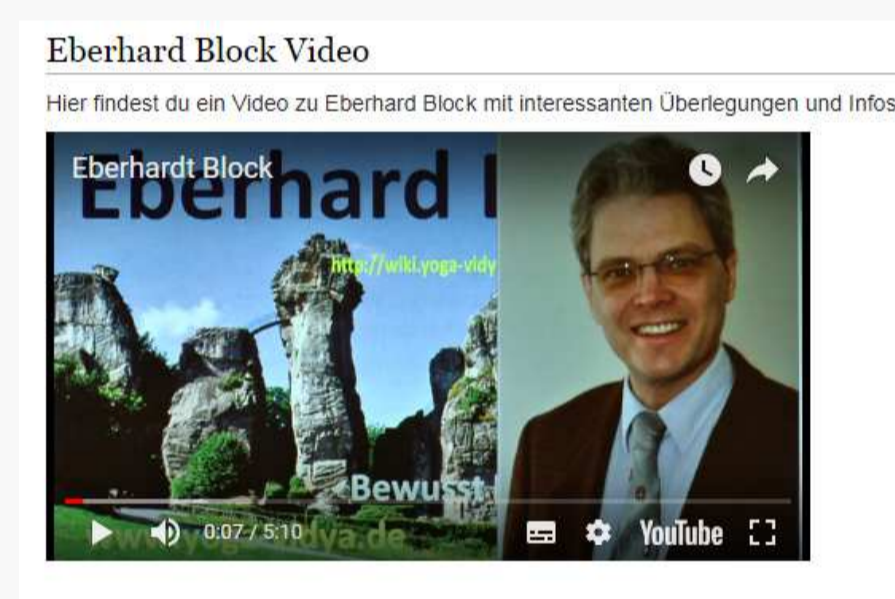 Eberhard Block Video
Hier findest du ein Video zu Eberhard Block mit interessanten Überlegungen und Infos
Eberhardt Block
Eberhard
http://wiki.yoga-vidy
Bewusst
0:07 / 5:10
YouTube